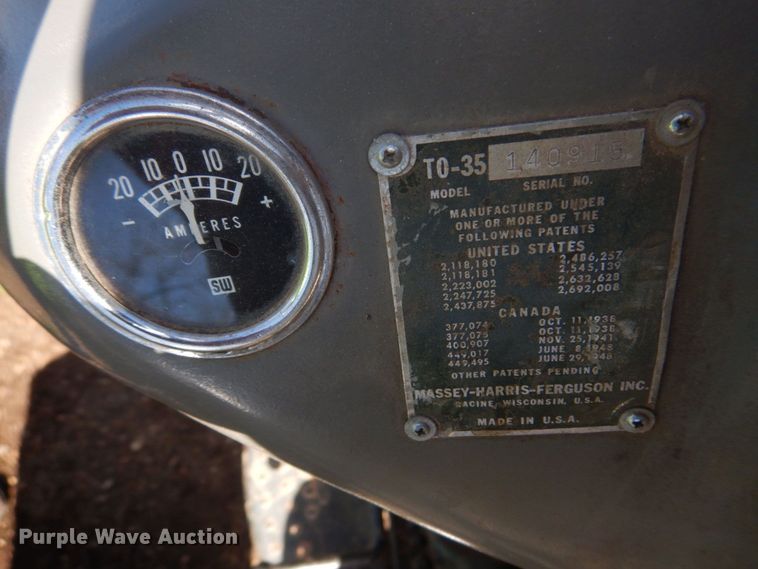 20 10 0 10 20
- +
AMPERES
SW
TO-35 140915
MODEL SERIAL NO.
MANUFACTURED UNDER
ONE OR MORE OF THE
FOLLOWING PATENTS
UNITED STATES
2,118,180 2,486,257
2,118,181 2,545,139
2,223,002 2,632,628
2,247,725 2,692,008
2,437,875
CANADA
377,074 OCT. 11, 1938
377,075 OCT. 11, 1938
400,907 NOV. 25, 1941
449,017 JUNE 8, 1948
449,495 JUNE 29, 1948
OTHER PATENTS PENDING
MASSEY-HARRIS-FERGUSON INC.
RACINE, WISCONSIN, U.S.A.
MADE IN U.S.A.
Purple Wave Auction